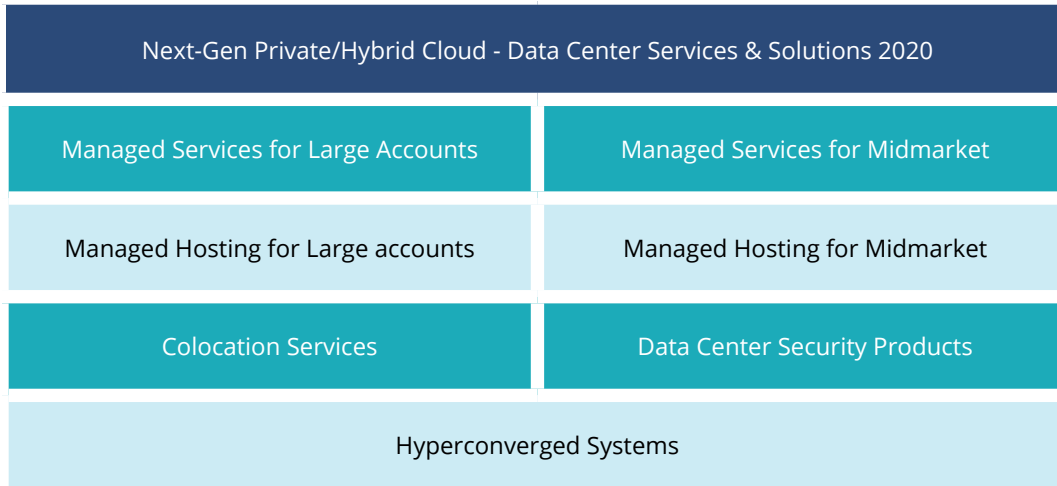 Next-Gen Private/Hybrid Cloud - Data Center Services & Solutions 2020
Managed Services for Large Accounts
Managed Services for Midmarket
Managed Hosting for Large accounts
Managed Hosting for Midmarket
Colocation Services
Data Center Security Products
Hyperconverged Systems